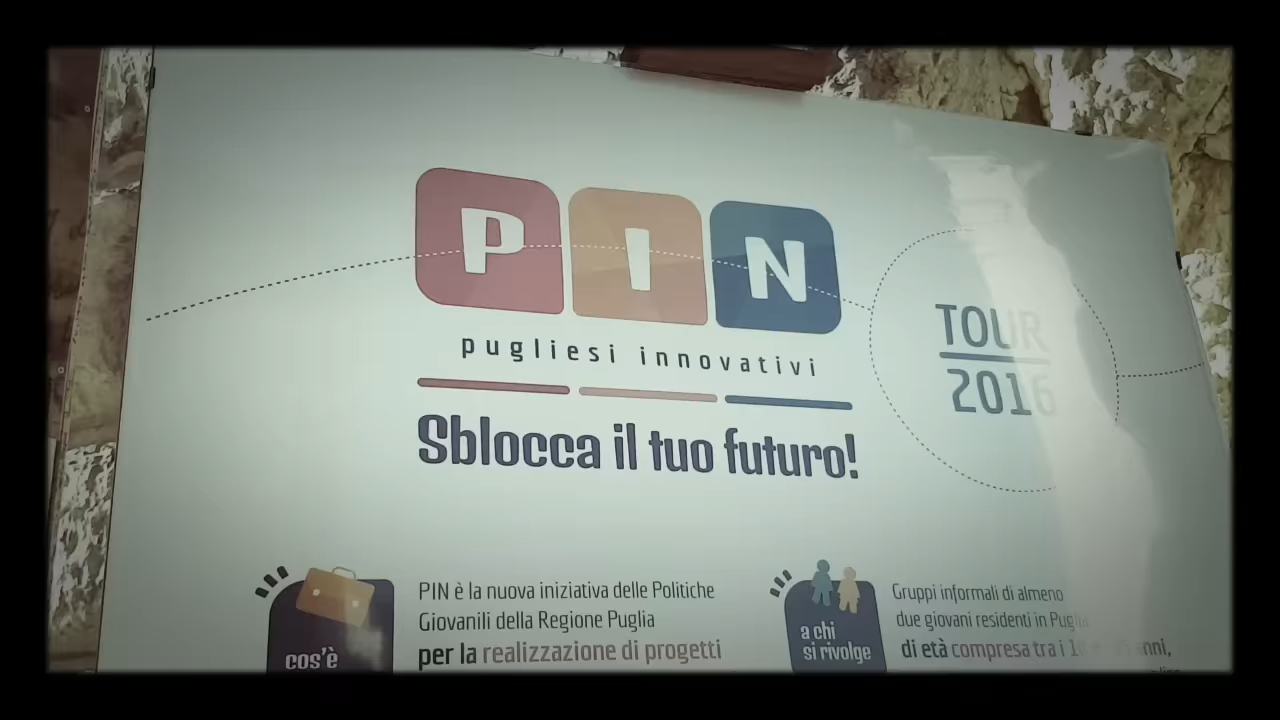 PIN
pugliesi innovativi
Sblocca il tuo futuro!
TOUR
2016
cos'è
PIN è la nuova iniziativa delle Politiche
Giovanili della Regione Puglia
per la realizzazione di progetti
a chi
si rivolge
Gruppi informali di almeno
due giovani residenti in Puglia
di età compresa tra i anni,